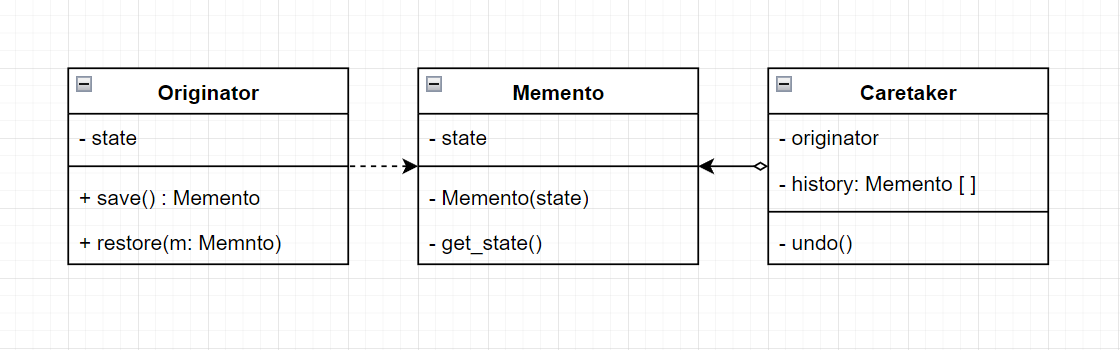 Originator
- state
+ save() : Memento
+ restore(m: Memnto)
Memento
- state
- Memento(state)
- get_state()
Caretaker
- originator
- history: Memento [ ]
- undo()